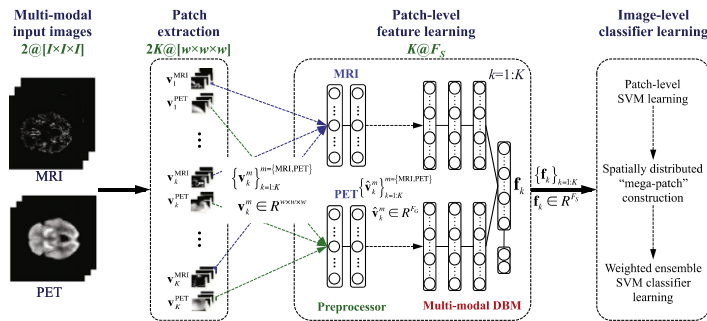 Multi-modal
input images
2@[I×I×I]
MRI
PET
Patch
extraction
2K@[w×w×w]
v_1^MRI
v_1^PET
v_k^MRI
v_k^PET
v_K^MRI
v_K^PET
{v_k^m}_{k=1:K}^{m={MRI,PET}}
v_k^m ∈ R^{w×w×w}
Patch-level
feature learning
K@F_S
MRI
k=1:K
PET
{v̂_k^m}_{k=1:K}^{m={MRI,PET}}
v̂_k^m ∈ R^{F_G}
f_k
Preprocessor
Multi-modal DBM
{f_k}_{k=1:K}
f_k ∈ R^{F_S}
Image-level
classifier learning
Patch-level
SVM learning
Spatially distributed
“mega-patch”
construction
Weighted ensemble
SVM classifier
learning